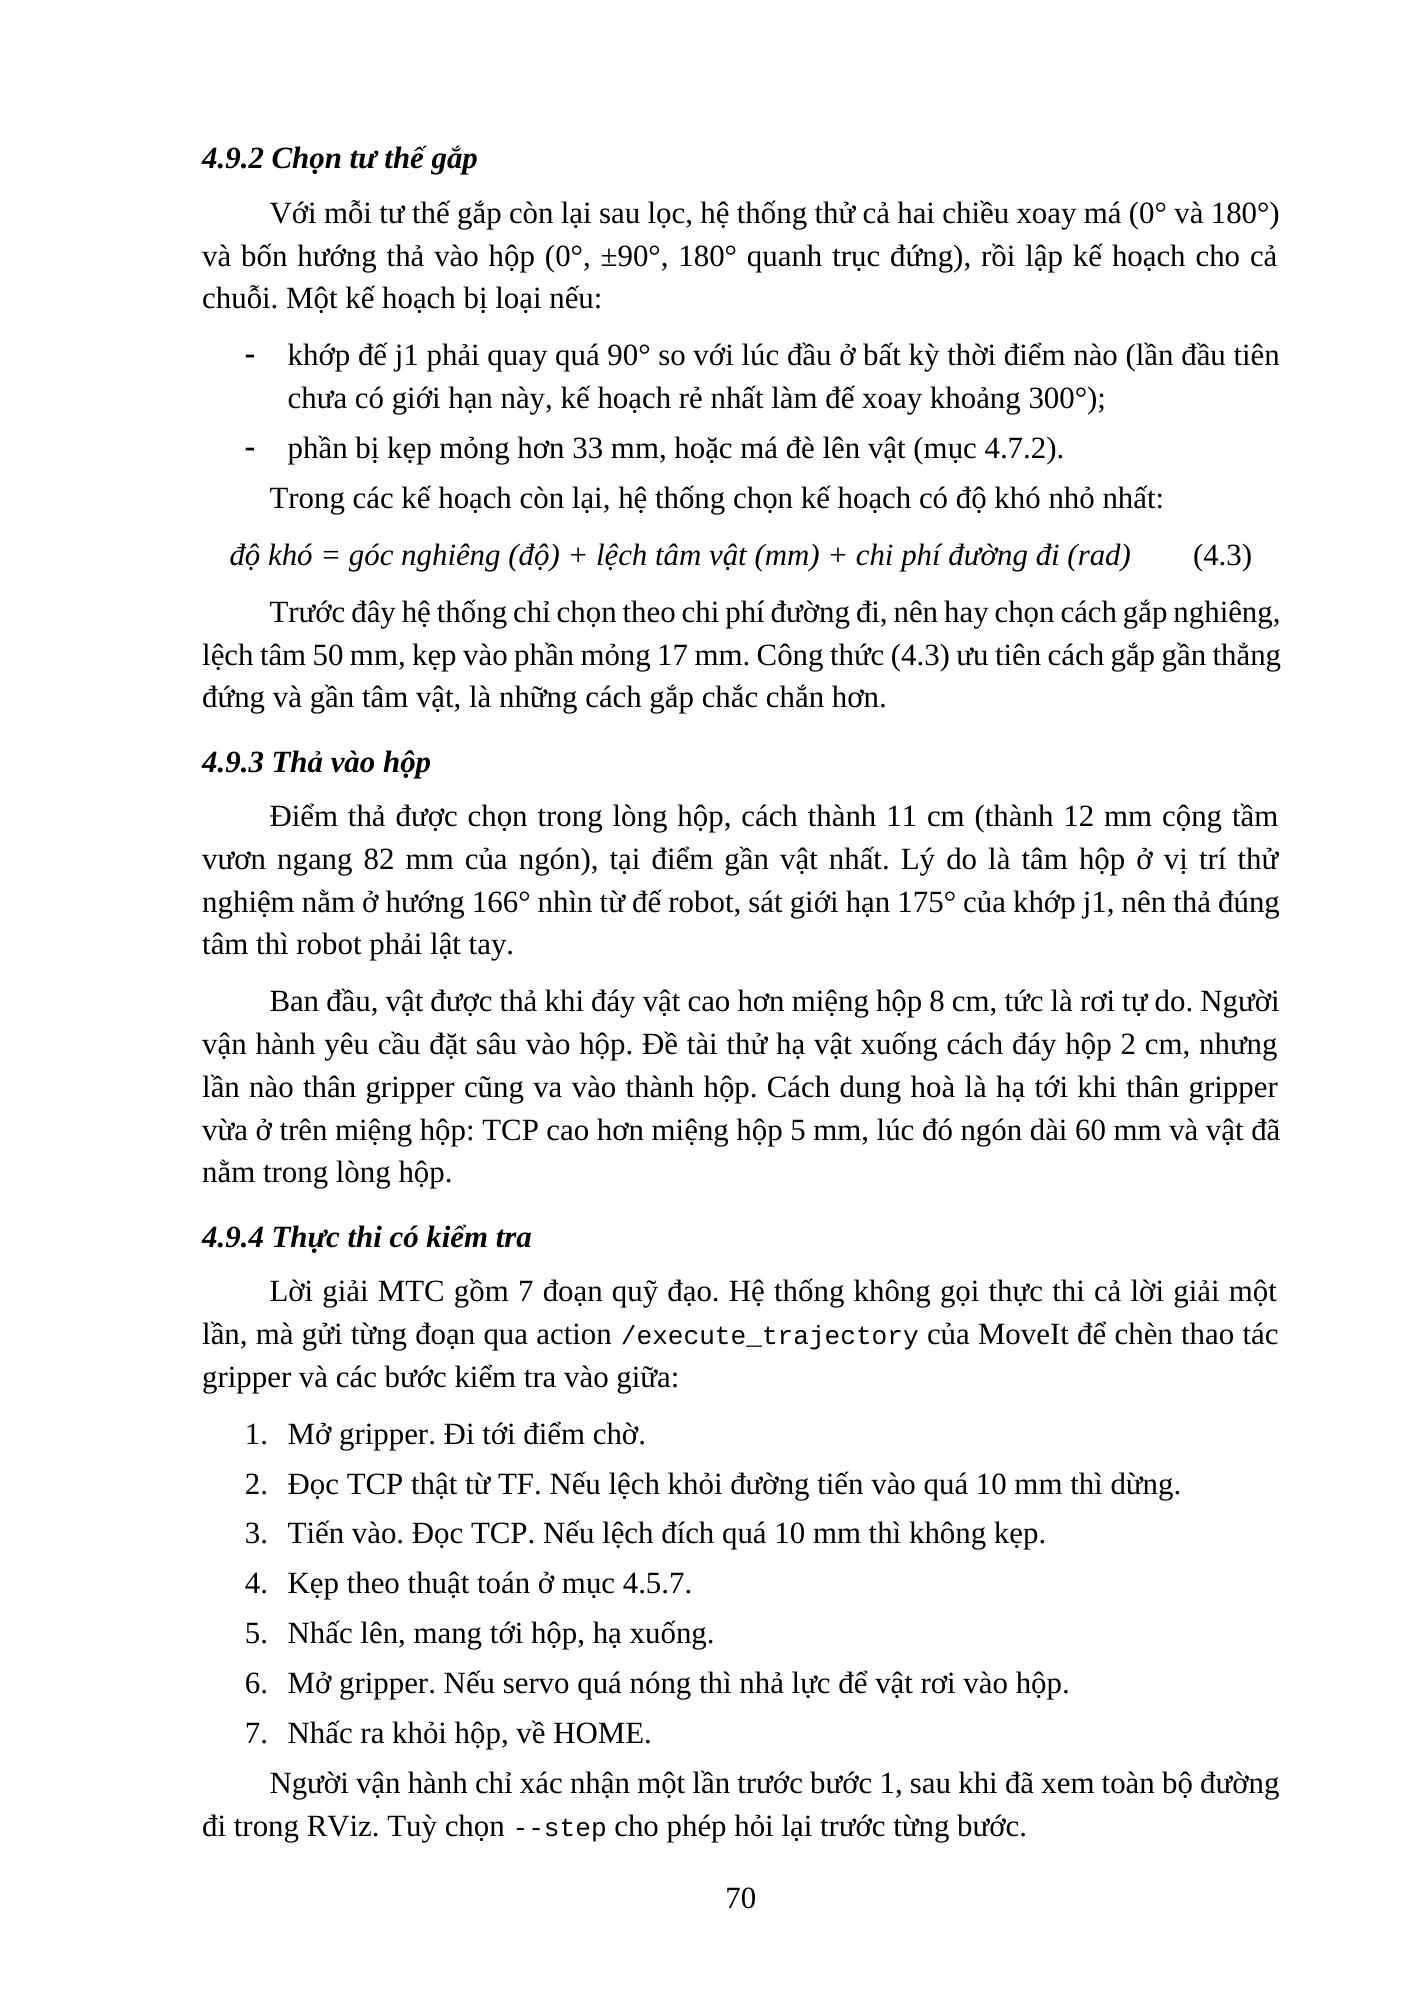 4.9.2 Chọn tư thế gắp
Với mỗi tư thế gắp còn lại sau lọc, hệ thống thử cả hai chiều xoay má (0° và 180°)
và bốn hướng thả vào hộp (0°, ±90°, 180° quanh trục đứng), rồi lập kế hoạch cho cả
chuỗi. Một kế hoạch bị loại nếu:
- khớp đế j1 phải quay quá 90° so với lúc đầu ở bất kỳ thời điểm nào (lần đầu tiên
chưa có giới hạn này, kế hoạch rẻ nhất làm đế xoay khoảng 300°);
- phần bị kẹp mỏng hơn 33 mm, hoặc má đè lên vật (mục 4.7.2).
Trong các kế hoạch còn lại, hệ thống chọn kế hoạch có độ khó nhỏ nhất:
độ khó = góc nghiêng (độ) + lệch tâm vật (mm) + chi phí đường đi (rad) (4.3)
Trước đây hệ thống chỉ chọn theo chi phí đường đi, nên hay chọn cách gắp nghiêng,
lệch tâm 50 mm, kẹp vào phần mỏng 17 mm. Công thức (4.3) ưu tiên cách gắp gần thẳng
đứng và gần tâm vật, là những cách gắp chắc chắn hơn.
4.9.3 Thả vào hộp
Điểm thả được chọn trong lòng hộp, cách thành 11 cm (thành 12 mm cộng tầm
vươn ngang 82 mm của ngón), tại điểm gần vật nhất. Lý do là tâm hộp ở vị trí thử
nghiệm nằm ở hướng 166° nhìn từ đế robot, sát giới hạn 175° của khớp j1, nên thả đúng
tâm thì robot phải lật tay.
Ban đầu, vật được thả khi đáy vật cao hơn miệng hộp 8 cm, tức là rơi tự do. Người
vận hành yêu cầu đặt sâu vào hộp. Đề tài thử hạ vật xuống cách đáy hộp 2 cm, nhưng
lần nào thân gripper cũng va vào thành hộp. Cách dung hoà là hạ tới khi thân gripper
vừa ở trên miệng hộp: TCP cao hơn miệng hộp 5 mm, lúc đó ngón dài 60 mm và vật đã
nằm trong lòng hộp.
4.9.4 Thực thi có kiểm tra
Lời giải MTC gồm 7 đoạn quỹ đạo. Hệ thống không gọi thực thi cả lời giải một
lần, mà gửi từng đoạn qua action /execute_trajectory của MoveIt để chèn thao tác
gripper và các bước kiểm tra vào giữa:
1. Mở gripper. Đi tới điểm chờ.
2. Đọc TCP thật từ TF. Nếu lệch khỏi đường tiến vào quá 10 mm thì dừng.
3. Tiến vào. Đọc TCP. Nếu lệch đích quá 10 mm thì không kẹp.
4. Kẹp theo thuật toán ở mục 4.5.7.
5. Nhấc lên, mang tới hộp, hạ xuống.
6. Mở gripper. Nếu servo quá nóng thì nhả lực để vật rơi vào hộp.
7. Nhấc ra khỏi hộp, về HOME.
Người vận hành chỉ xác nhận một lần trước bước 1, sau khi đã xem toàn bộ đường
đi trong RViz. Tuỳ chọn --step cho phép hỏi lại trước từng bước.
70